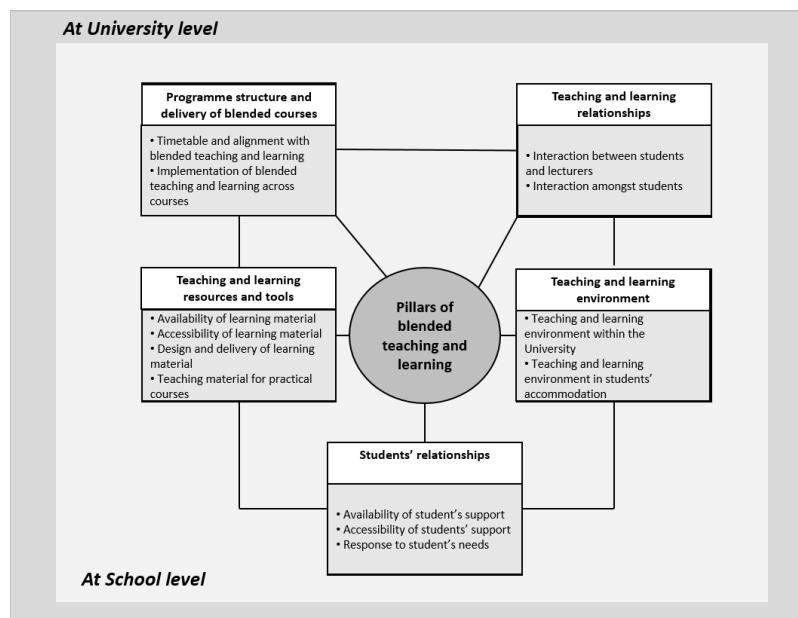 At University level
Programme structure and
delivery of blended courses
• Timetable and alignment with
blended teaching and learning
• Implementation of blended
teaching and learning across
courses
Teaching and learning
relationships
• Interaction between students
and lecturers
• Interaction amongst students
Teaching and learning
resources and tools
• Availability of learning material
• Accessibility of learning material
• Design and delivery of learning
material
• Teaching material for practical
courses
Pillars of
blended
teaching and
learning
Teaching and learning
environment
• Teaching and learning
environment within the
University
• Teaching and learning
environment in students’
accommodation
Students’ relationships
• Availability of student’s support
• Accessibility of students’ support
• Response to student’s needs
At School level